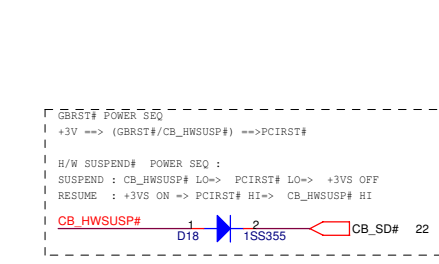 GBRST# POWER SEQ
+3V ==> (GBRST#/CB_HWSUSP#) ==>PCIRST#
H/W SUSPEND# POWER SEQ :
SUSPEND : CB_HWSUSP# LO=> PCIRST# LO=> +3VS OFF
RESUME : +3VS ON => PCIRST# HI=> CB_HWSUSP# HI
CB_HWSUSP# 1 2 CB_SD# 22
D18 1SS355